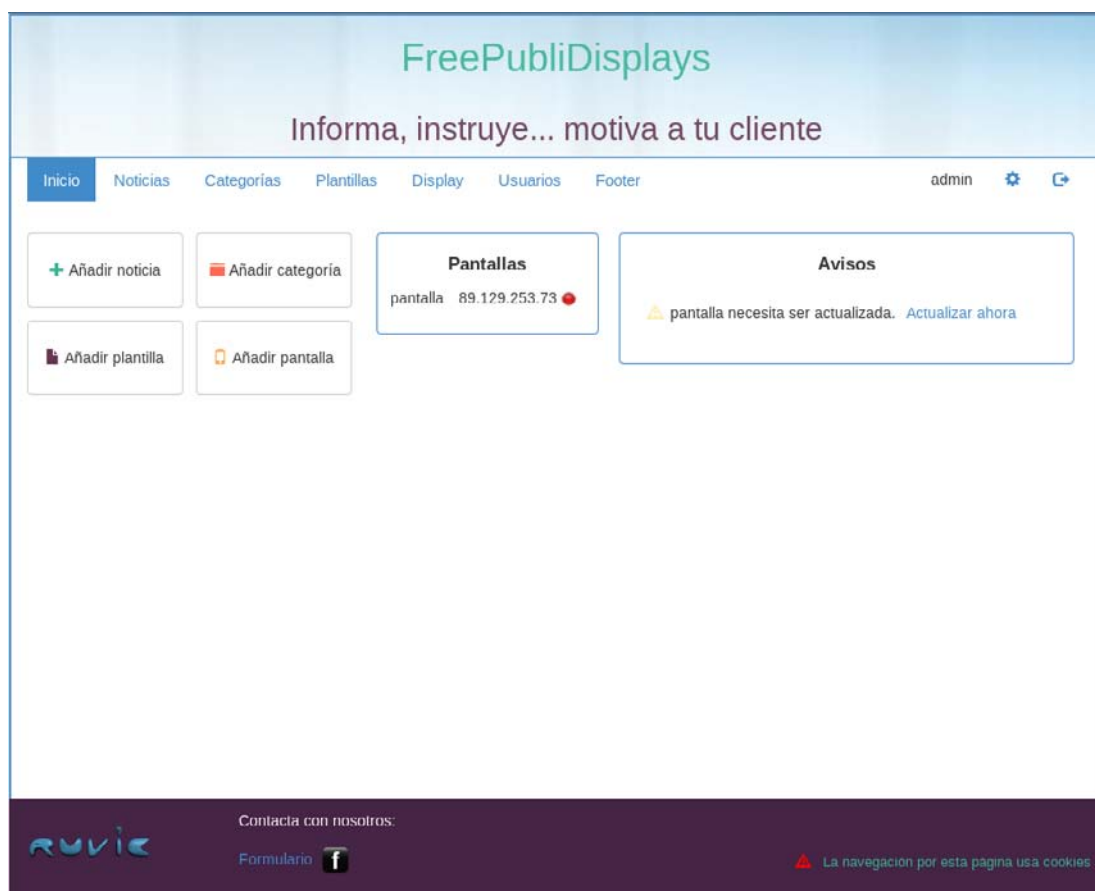 FreePubliDisplays
Informa, instruye... motiva a tu cliente
Inicio Noticias Categorías Plantillas Display Usuarios Footer admin
Añadir noticia
Añadir categoría
Añadir plantilla
Añadir pantalla
Pantallas
pantalla 89.129.253.73
Avisos
pantalla necesita ser actualizada. Actualizar ahora
ruvic
Contacta con nosotros:
Formulario f
La navegación por esta página usa cookies